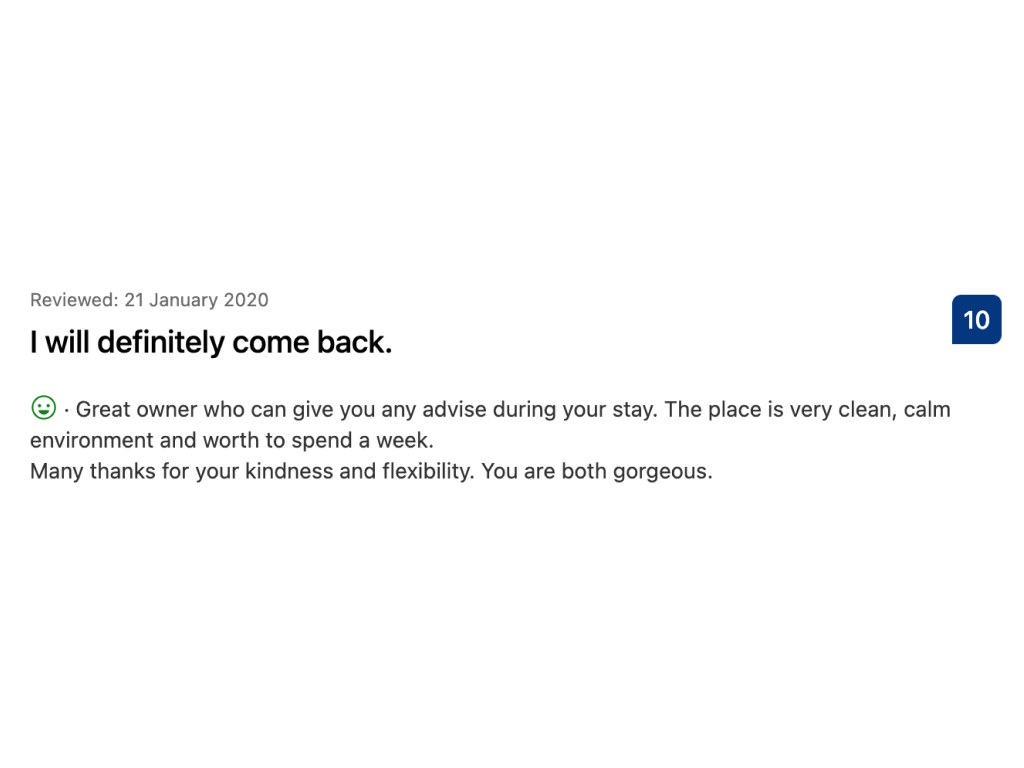 Reviewed: 21 January 2020
10
I will definitely come back.
· Great owner who can give you any advise during your stay. The place is very clean, calm
environment and worth to spend a week.
Many thanks for your kindness and flexibility. You are both gorgeous.